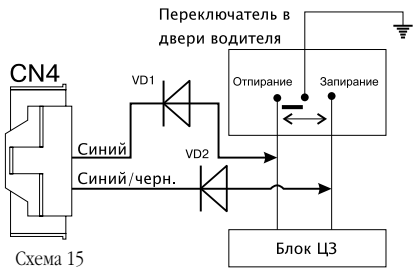 Переключатель в
двери водителя
CN4
VD1
Отпирание
Запирание
Синий
VD2
Синий/черн.
Блок ЦЗ
Схема 15